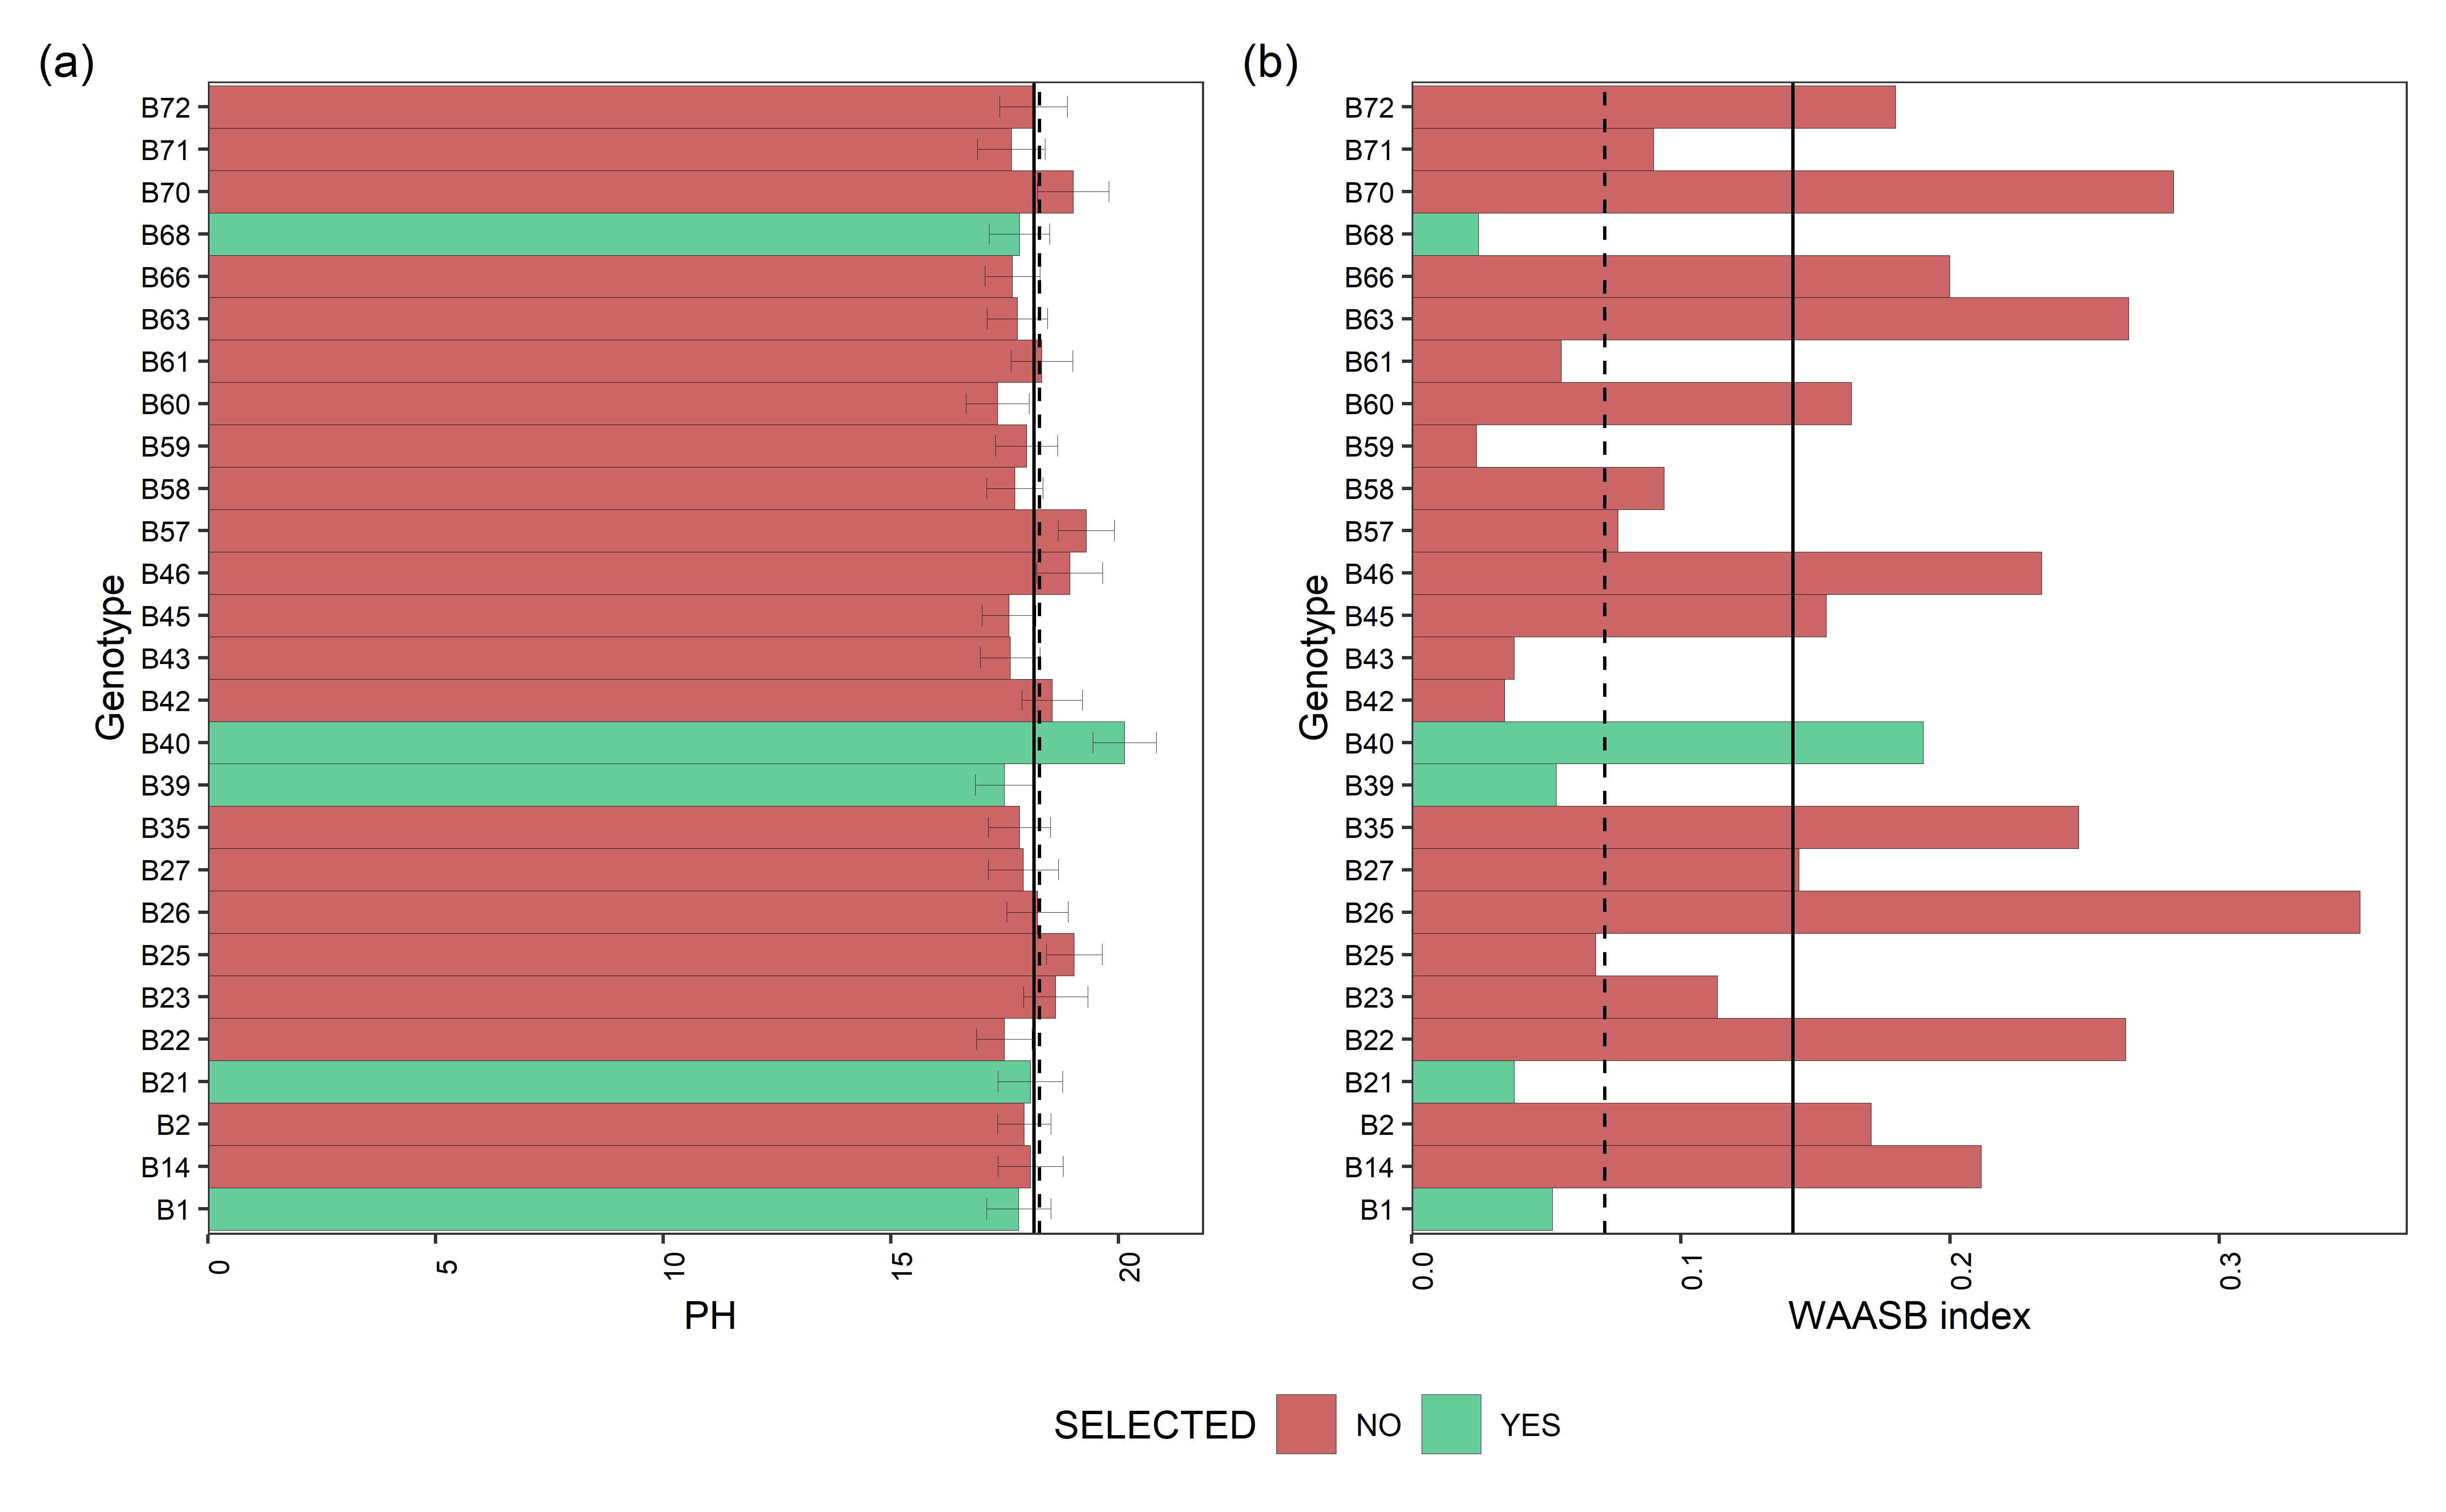 (a)
B72
B71
B70
B68
B66
B63
B61
B60
B59
B58
B57
B46
B45
B43
B42
B40
B39
B35
B27
B26
B25
B23
B22
B21
B2
B14
B1
Genotype
0
5
10
15
20
PH
(b)
B72
B71
B70
B68
B66
B63
B61
B60
B59
B58
B57
B46
B45
B43
B42
B40
B39
B35
B27
B26
B25
B23
B22
B21
B2
B14
B1
Genotype
0.0
0.1
0.2
0.3
WAASB index
SELECTED NO YES